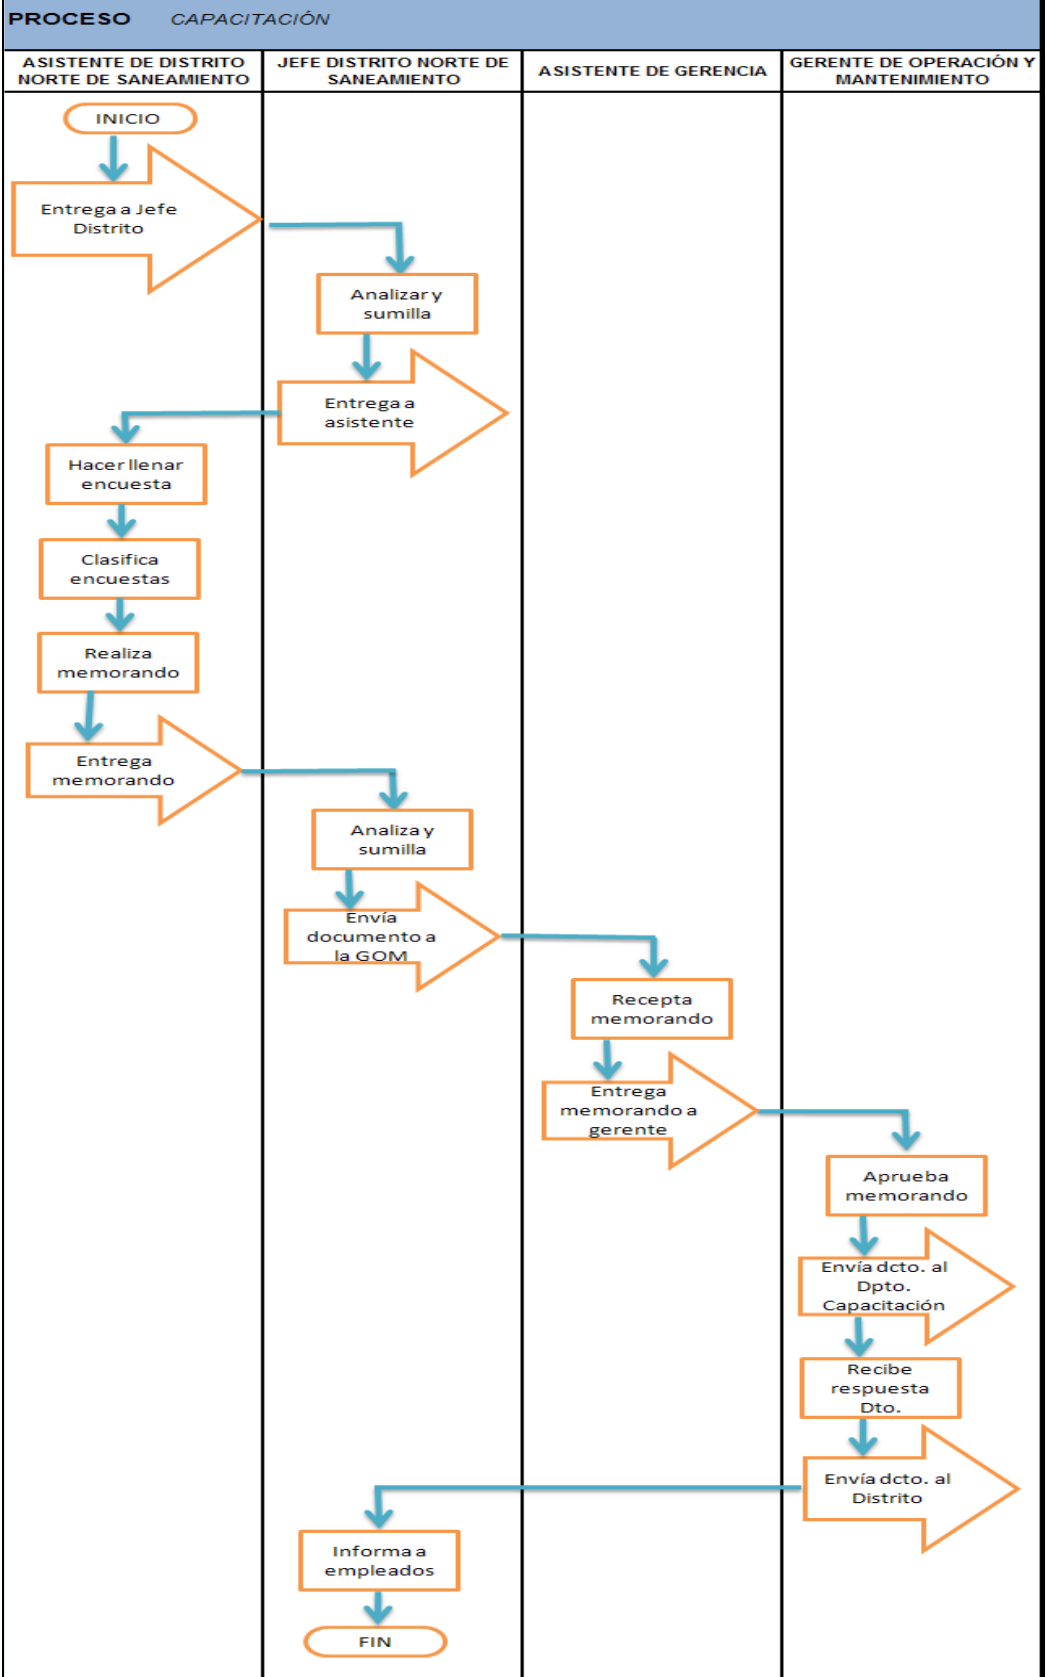 PROCESO CAPACITACIÓN
ASISTENTE DE DISTRITO
NORTE DE SANEAMIENTO
JEFE DISTRITO NORTE DE
SANEAMIENTO
ASISTENTE DE GERENCIA
GERENTE DE OPERACIÓN Y
MANTENIMIENTO
INICIO
Entrega a Jefe
Distrito
Analizar y
sumilla
Entrega a
asistente
Hacer llenar
encuesta
Clasifica
encuestas
Realiza
memorando
Entrega
memorando
Analiza y
sumilla
Envía
documento a
la GOM
Recepta
memorando
Entrega
memorando a
gerente
Aprueba
memorando
Envía dcto. al
Dpto.
Capacitación
Recibe
respuesta
Dto.
Envía dcto. al
Distrito
Informa a
empleados
FIN